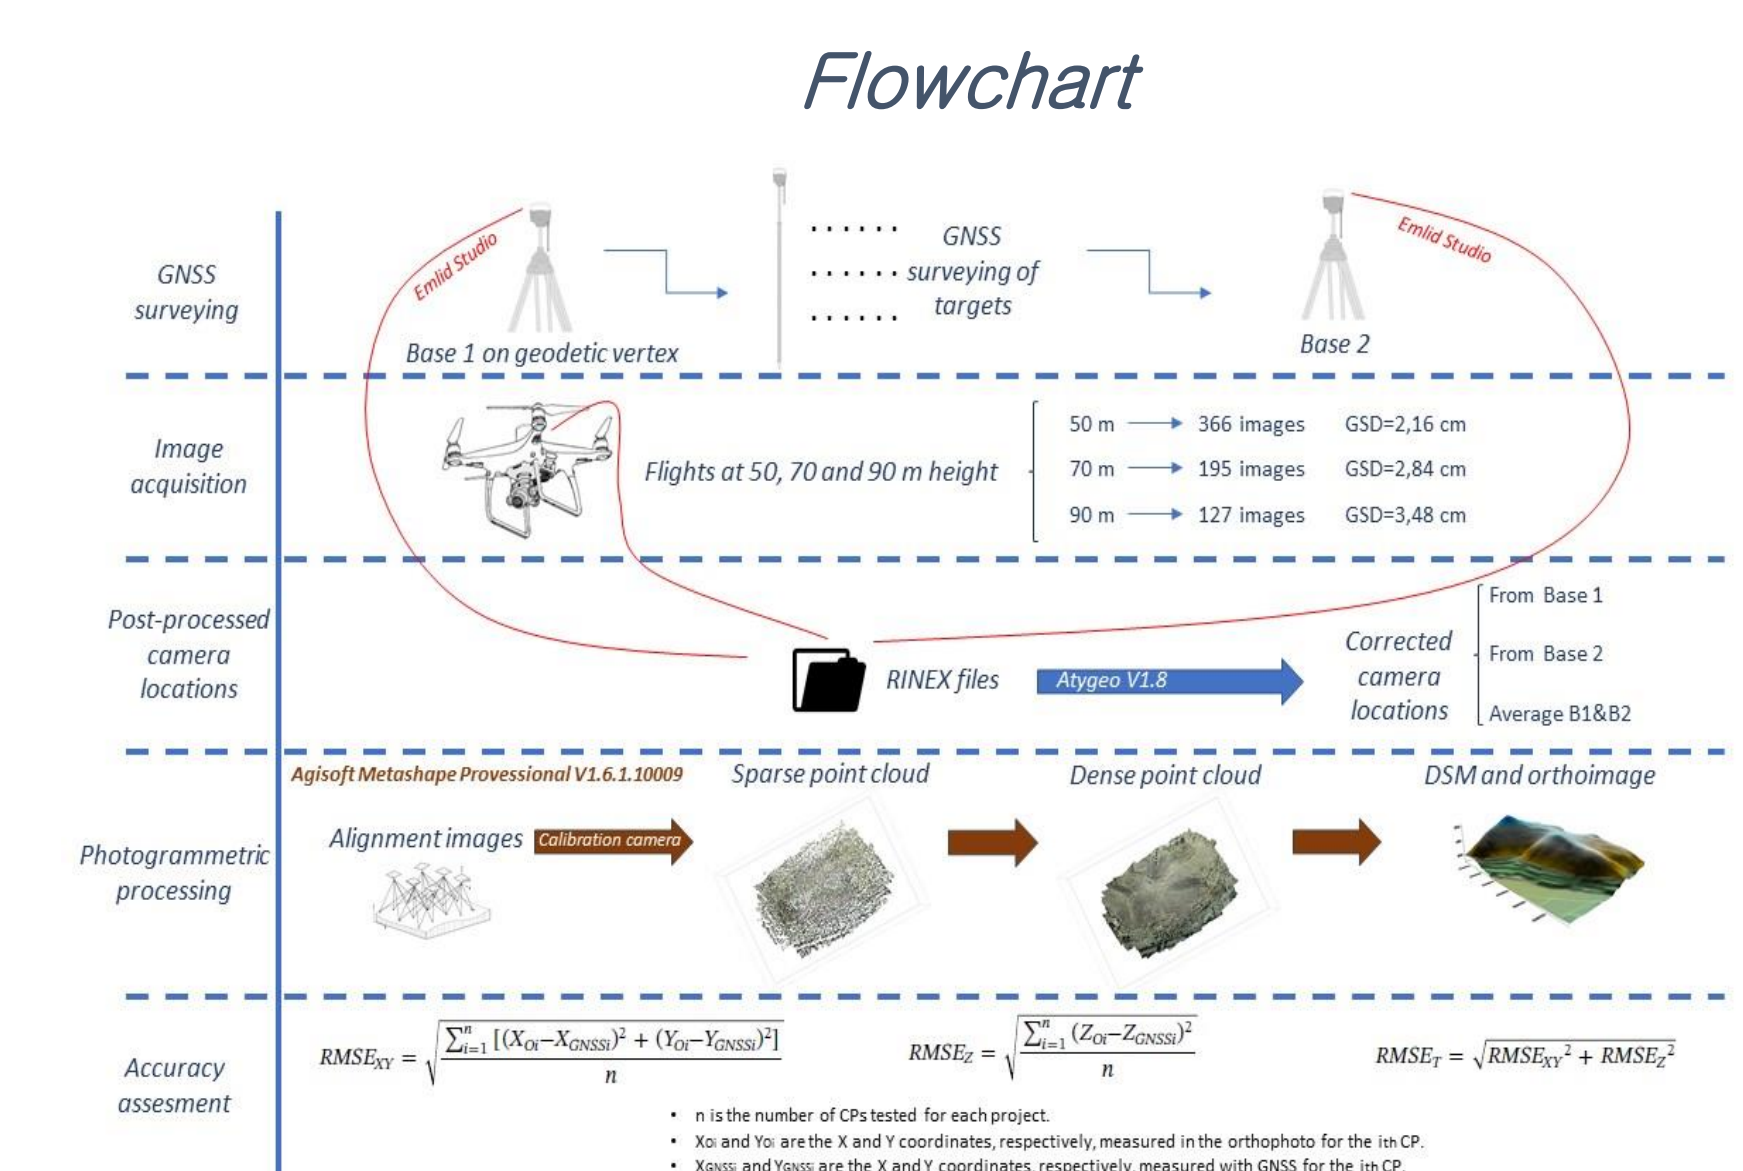 Flowchart
GNSS
surveying
Emlid Studio
Base 1 on geodetic vertex
GNSS
surveying of
targets
Emlid Studio
Base 2
Image
acquisition
Flights at 50, 70 and 90 m height
50 m 366 images GSD=2,16 cm
70 m 195 images GSD=2,84 cm
90 m 127 images GSD=3,48 cm
Post-processed
camera
locations
RINEX files
Atygeo V1.8
Corrected
camera
locations
From Base 1
From Base 2
Average B1&B2
Photogrammetric
processing
Agisoft Metashape Provessional V1.6.1.10009
Alignment images
Calibration camera
Sparse point cloud
Dense point cloud
DSM and orthoimage
Accuracy
assesment
RMSE_XY = √(∑_{i=1}^{n} [(X_Oi−X_GNSSi)² + (Y_Oi−Y_GNSSi)²] / n)
RMSE_Z = √(∑_{i=1}^{n} (Z_Oi−Z_GNSSi)² / n)
RMSE_T = √(RMSE_XY² + RMSE_Z²)
• n is the number of CPs tested for each project.
• XOi and YOi are the X and Y coordinates, respectively, measured in the orthophoto for the ith CP.
• XGNSSi and YGNSSi are the X and Y coordinates, respectively, measured with GNSS for the ith CP.